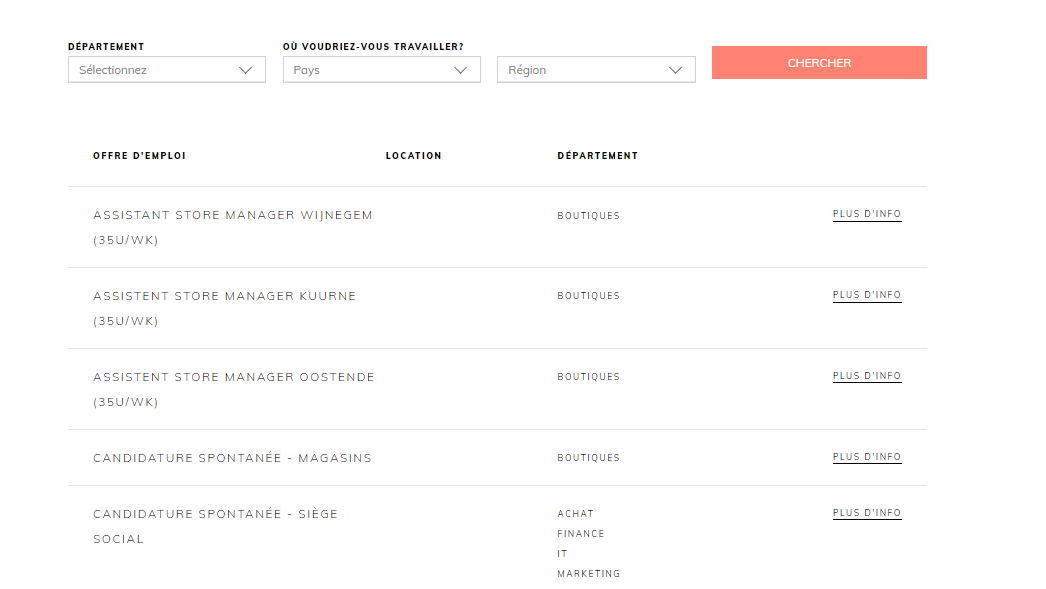 DÉPARTEMENT
OÙ VOUDRIEZ-VOUS TRAVAILLER?
Sélectionnez
Pays
Région
CHERCHER
OFFRE D'EMPLOI
LOCATION
DÉPARTEMENT
ASSISTANT STORE MANAGER WIJNEGEM
(35U/WK)
BOUTIQUES
PLUS D'INFO
ASSISTENT STORE MANAGER KUURNE
(35U/WK)
BOUTIQUES
PLUS D'INFO
ASSISTENT STORE MANAGER OOSTENDE
(35U/WK)
BOUTIQUES
PLUS D'INFO
CANDIDATURE SPONTANÉE - MAGASINS
BOUTIQUES
PLUS D'INFO
CANDIDATURE SPONTANÉE - SIÈGE
SOCIAL
ACHAT
FINANCE
IT
MARKETING
PLUS D'INFO